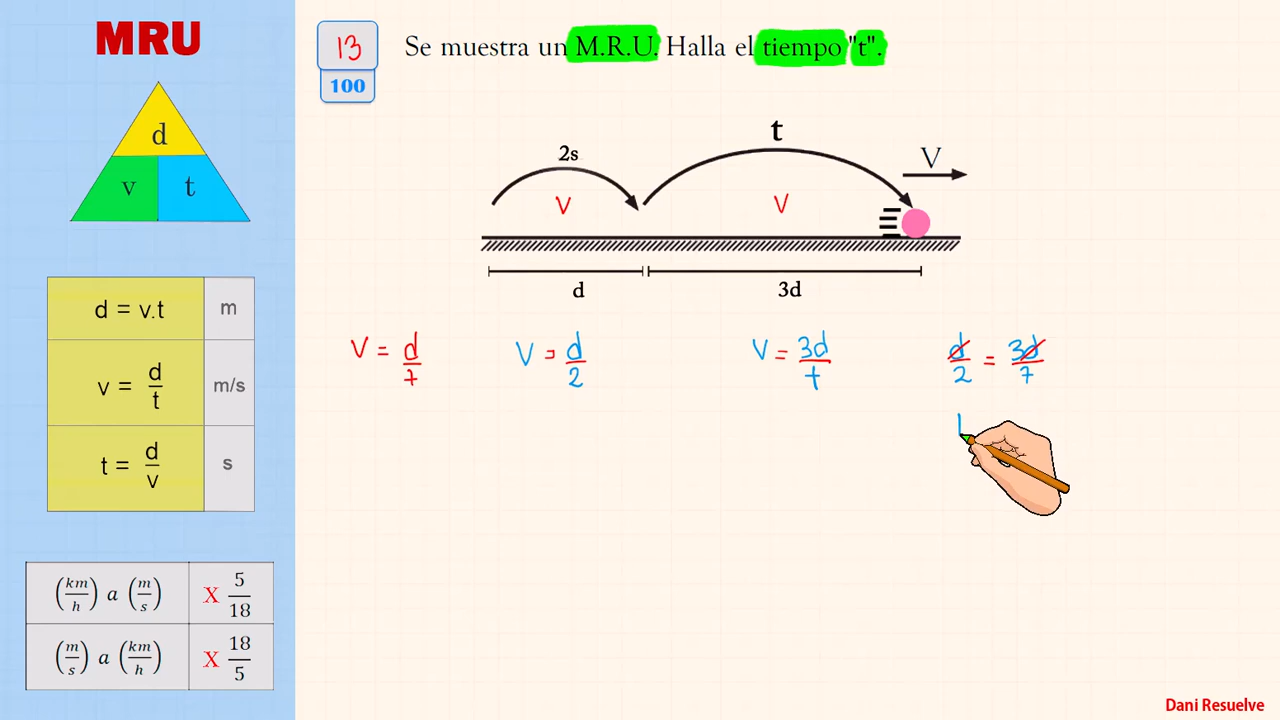 MRU
d
v t
d = v.t m
v = d/t m/s
t = d/v s
(km/h) a (m/s) X 5/18
(m/s) a (km/h) X 18/5
13
100
Se muestra un M.R.U. Halla el tiempo "t".
2s t V
V V
d 3d
V = d/t V = d/2 V = 3d/t d/2 = 3d/t
Dani Resuelve